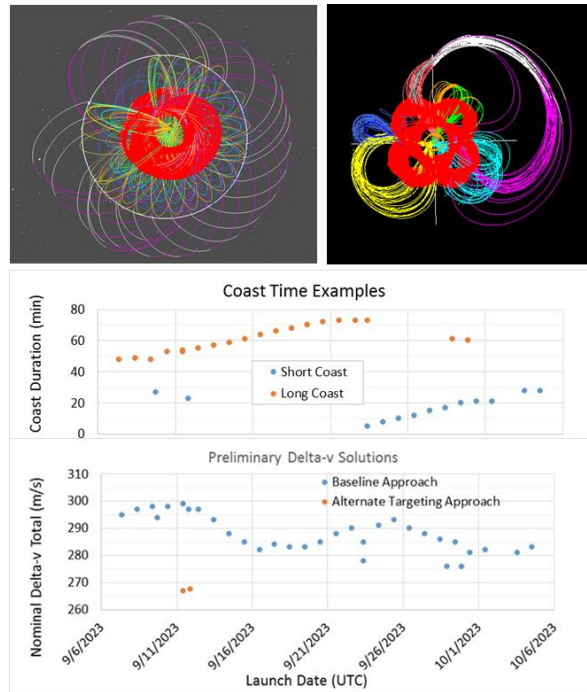 Coast Time Examples
Coast Duration (min)
80
60
40
20
0
Short Coast
Long Coast
Preliminary Delta-v Solutions
Nominal Delta-v Total (m/s)
310
300
290
280
270
260
Baseline Approach
Alternate Targeting Approach
9/6/2023
9/11/2023
9/16/2023
9/21/2023
9/26/2023
10/1/2023
10/6/2023
Launch Date (UTC)